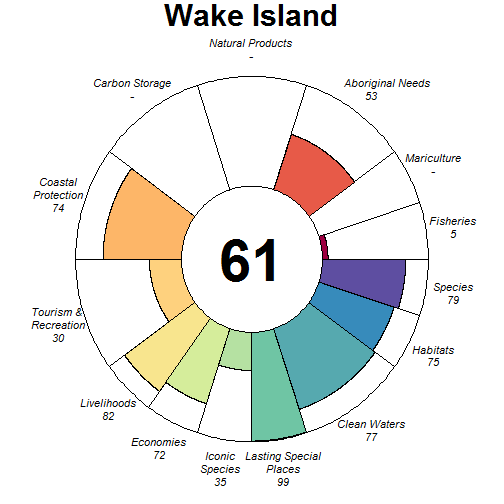 Wake Island
Natural Products
-
Carbon Storage
-
Aboriginal Needs
53
Mariculture
-
Coastal
Protection
74
Fisheries
5
61
Species
79
Tourism &
Recreation
30
Habitats
75
Livelihoods
82
Clean Waters
77
Economies
72
Iconic
Species
35
Lasting Special
Places
99